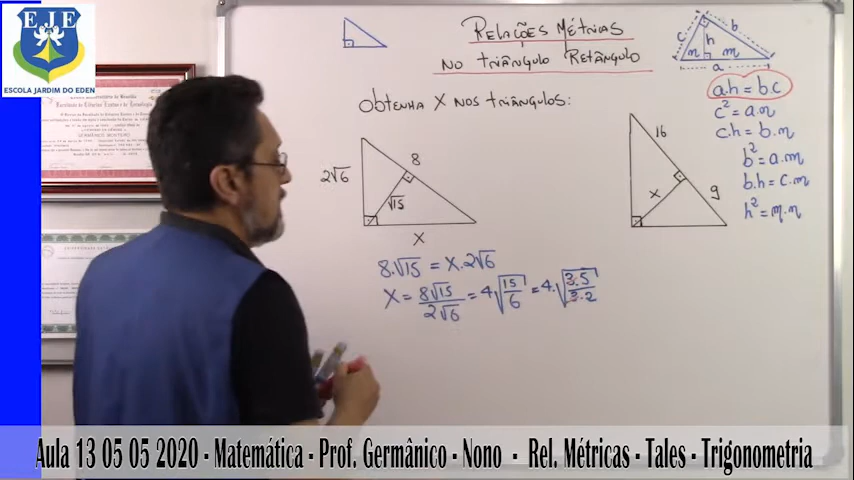 EJE
ESCOLA JARDIM DO EDEN
RELAÇÕES MÉTRICAS
NO TRIÂNGULO RETÂNGULO
OBTENHA X NOS TRIÂNGULOS:
2√6
8
√15
X
8.√15 = X.2√6
X = 8√15/2√6 = 4√15/6 = 4.√3.5/3.2
16
X
9
c
b
h
n
m
a
a.h = b.c
c² = a.n
c.h = b.n
b² = a.m
b.h = c.m
h² = m.n
Aula 13 05 05 2020 - Matemática - Prof. Germânico - Nono - Rel. Métricas - Tales - Trigonometria